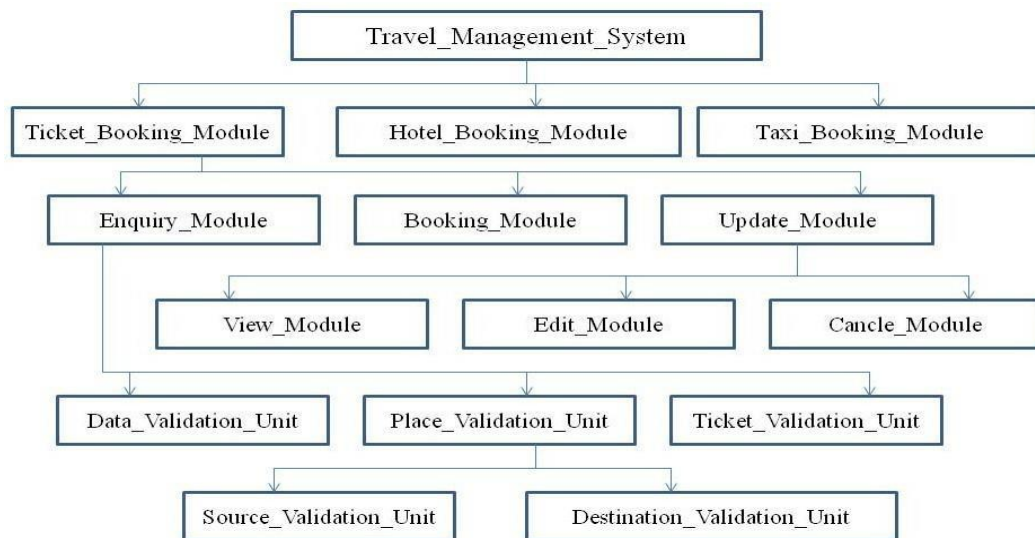 Travel_Management_System
Ticket_Booking_Module
Hotel_Booking_Module
Taxi_Booking_Module
Enquiry_Module
Booking_Module
Update_Module
View_Module
Edit_Module
Cancle_Module
Data_Validation_Unit
Place_Validation_Unit
Ticket_Validation_Unit
Source_Validation_Unit
Destination_Validation_Unit